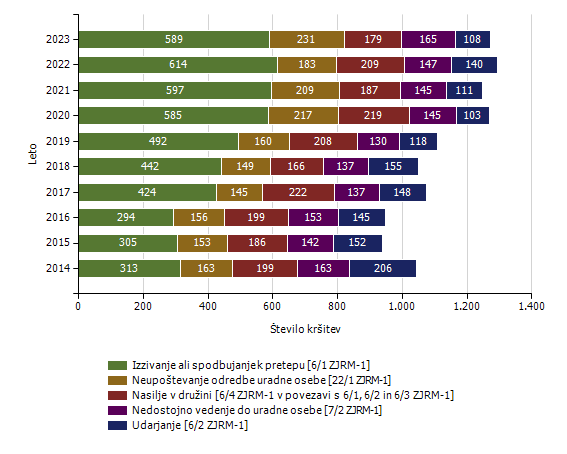 Leto
2023 589 231 179 165 108
2022 614 183 209 147 140
2021 597 209 187 145 111
2020 585 217 219 145 103
2019 492 160 208 130 118
2018 442 149 166 137 155
2017 424 145 222 137 148
2016 294 156 199 153 145
2015 305 153 186 142 152
2014 313 163 199 163 206
0 200 400 600 800 1.000 1.200 1.400
Število kršitev
Izzivanje ali spodbujanje k pretepu [6/1 ZJRM-1]
Neupoštevanje odredbe uradne osebe [22/1 ZJRM-1]
Nasilje v družini [6/4 ZJRM-1 v povezavi s 6/1, 6/2 in 6/3 ZJRM-1]
Nedostojno vedenje do uradne osebe [7/2 ZJRM-1]
Udarjanje [6/2 ZJRM-1]